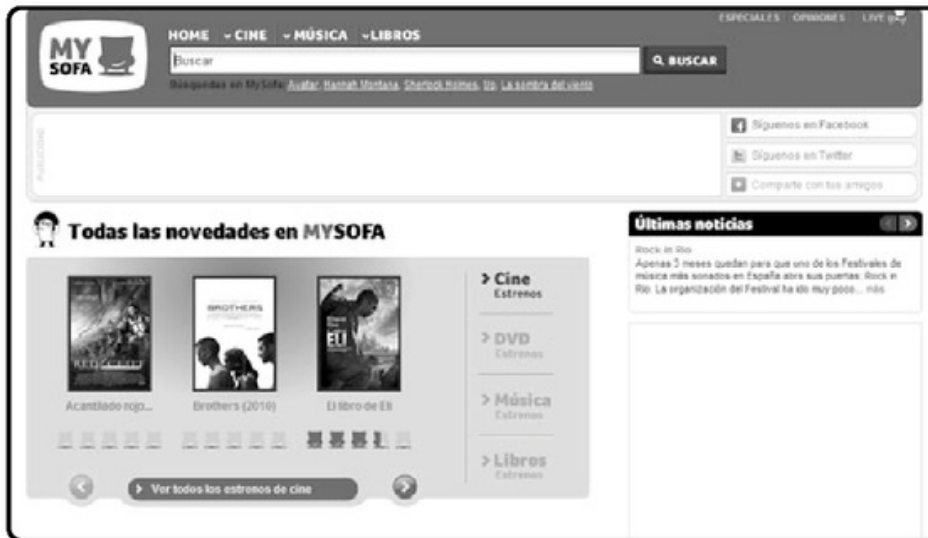 ESPECIALES OPINIONES LIVE
MY
SOFA
HOME CINE MÚSICA LIBROS
Buscar
BUSCAR
Búsquedas en MySofa: Avatar, Hannah Montana, Sherlock Holmes, Up, La sombra del viento
PUBLICIDAD
Síguenos en Facebook
Síguenos en Twitter
Comparte con tus amigos
Todas las novedades en MYSOFA
BROTHERS
ELI
Acantilado rojo...
Brothers (2010)
El libro de Eli
Ver todos los estrenos de cine
> Cine
Estrenos
> DVD
Estrenos
> Música
Estrenos
> Libros
Estrenos
Últimas noticias
Rock in Rio
Apenas 5 meses quedan para que uno de los Festivales de
música más sonados en España abra sus puertas: Rock in
Rio. La organización del Festival ha ido muy poco... más